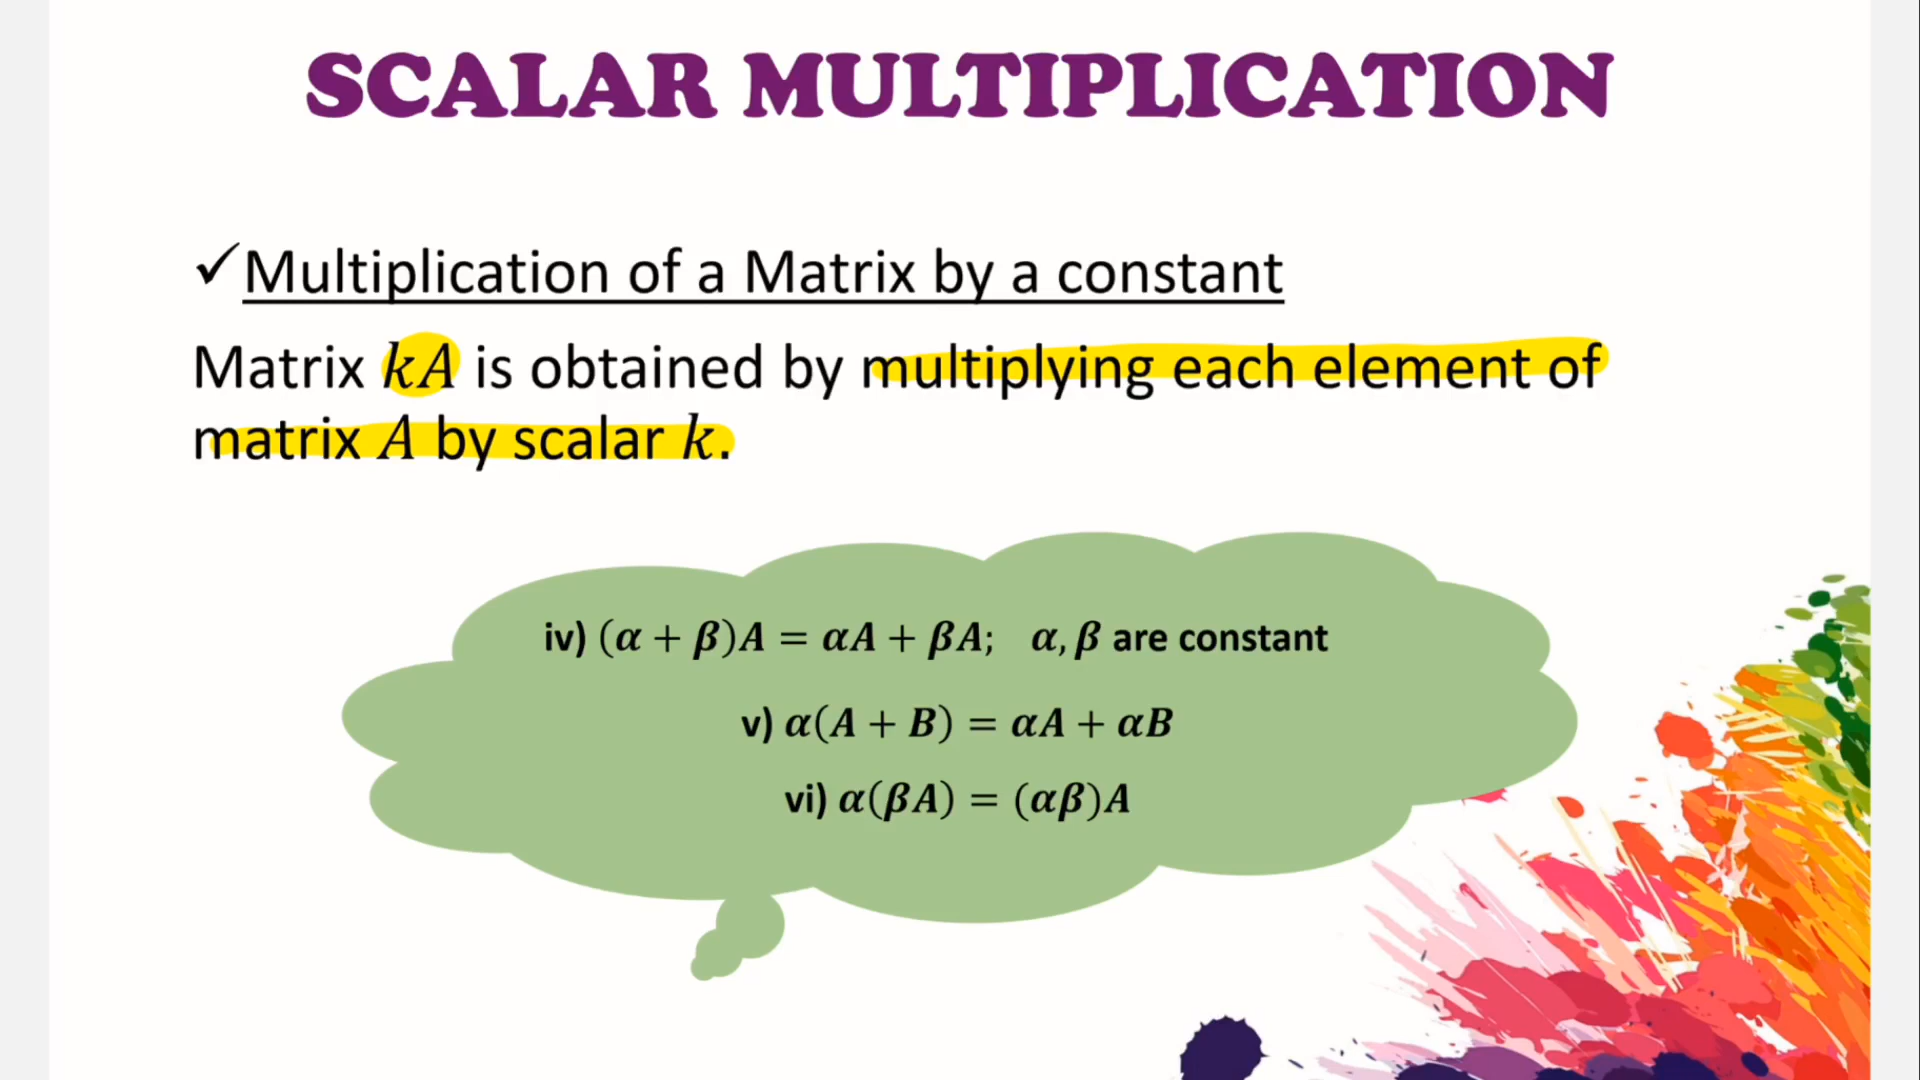 SCALAR MULTIPLICATION
✓Multiplication of a Matrix by a constant
Matrix kA is obtained by multiplying each element of
matrix A by scalar k.
iv) (α + β)A = αA + βA; α, β are constant
v) α(A + B) = αA + αB
vi) α(βA) = (αβ)A